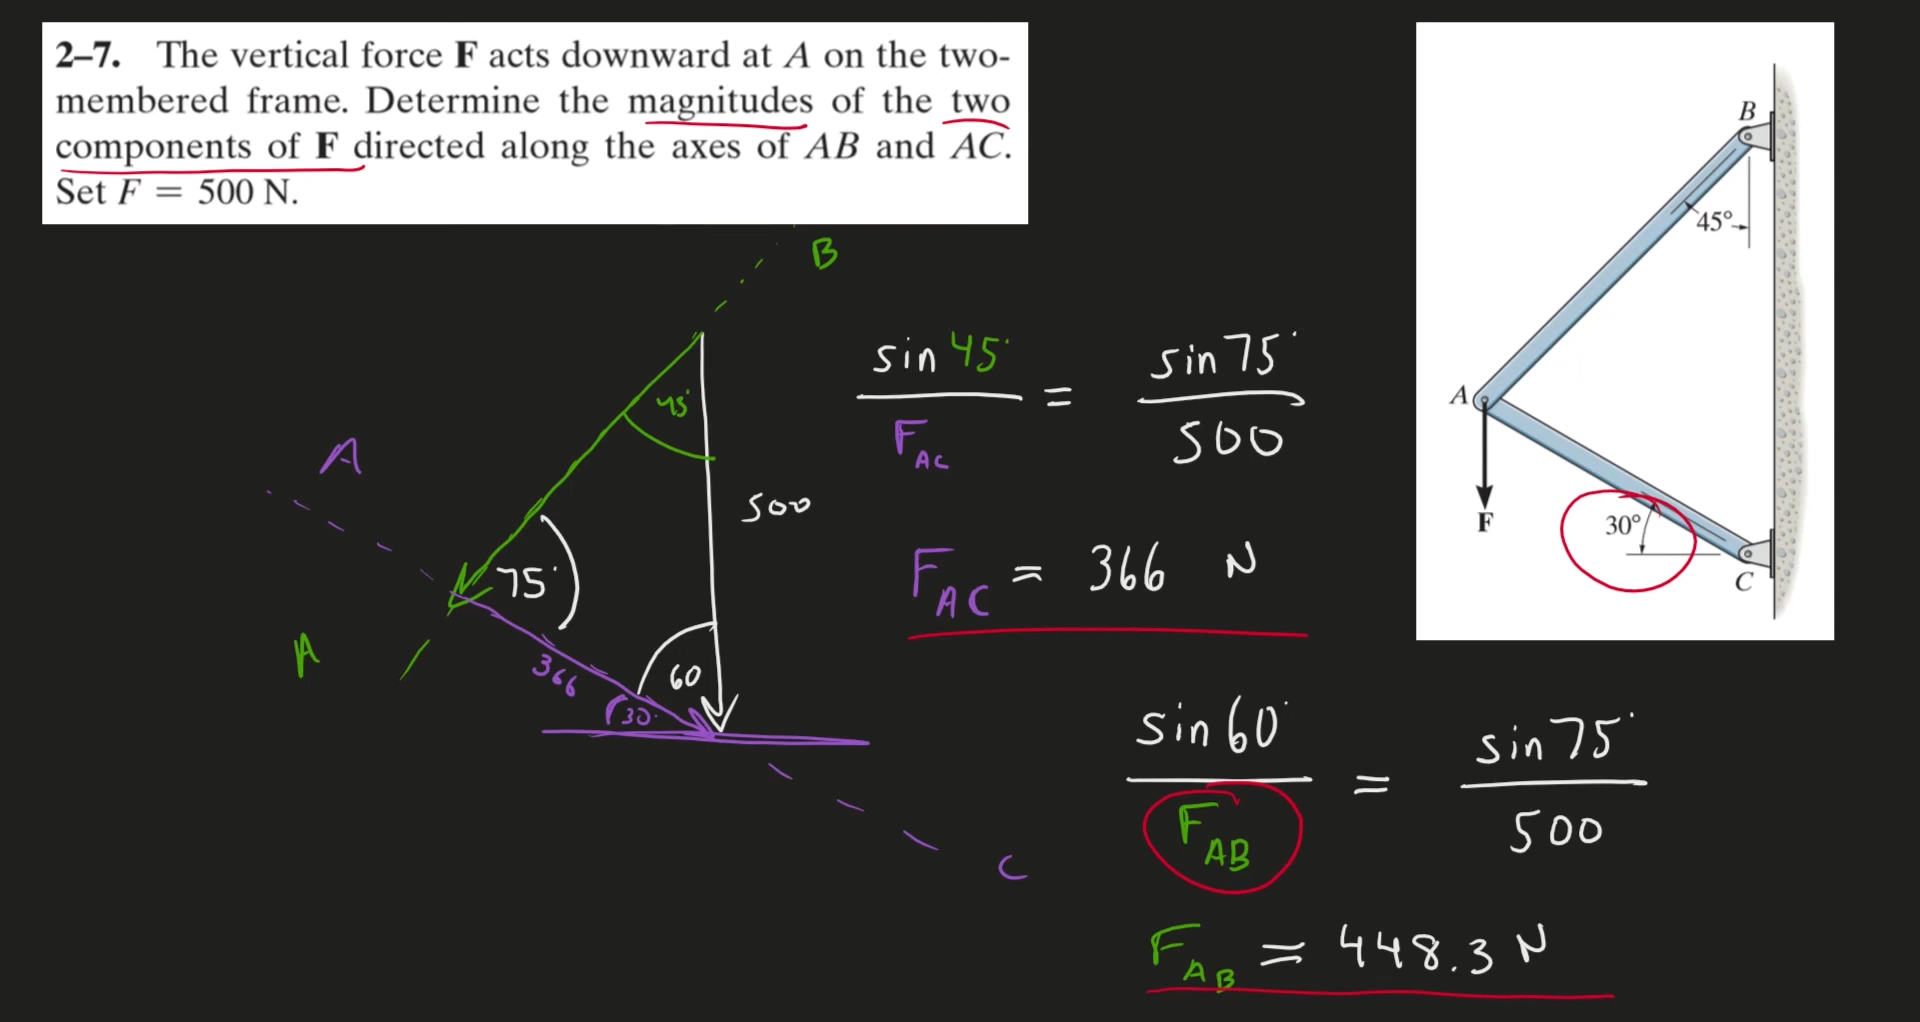 2–7. The vertical force F acts downward at A on the two-
membered frame. Determine the magnitudes of the two
components of F directed along the axes of AB and AC.
Set F = 500 N.
B
45°
A
F
30°
C
B
45°
A
500
75°
A
366
60
30°
C
sin 45° / F_AC = sin 75° / 500
F_AC = 366 N
sin 60° / F_AB = sin 75° / 500
F_AB = 448.3 N